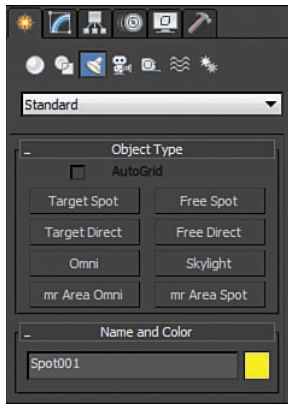 Standard
Object Type
AutoGrid
Target Spot Free Spot
Target Direct Free Direct
Omni Skylight
mr Area Omni mr Area Spot
Name and Color
Spot001